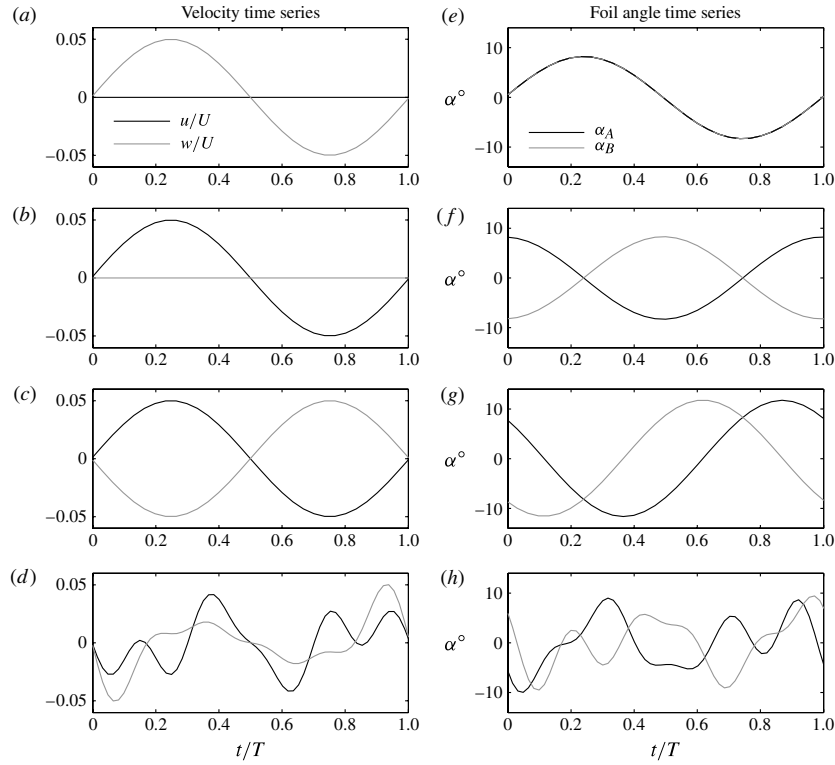 Velocity time series
(a)
0.05
0
−0.05
u/U
w/U
0 0.2 0.4 0.6 0.8 1.0
(b)
0.05
0
−0.05
0 0.2 0.4 0.6 0.8 1.0
(c)
0.05
0
−0.05
0 0.2 0.4 0.6 0.8 1.0
(d)
0.05
0
−0.05
0 0.2 0.4 0.6 0.8 1.0
t/T
Foil angle time series
(e)
10
α° 0
−10
α_A
α_B
0 0.2 0.4 0.6 0.8 1.0
(f)
10
α° 0
−10
0 0.2 0.4 0.6 0.8 1.0
(g)
10
α° 0
−10
0 0.2 0.4 0.6 0.8 1.0
(h)
10
α° 0
−10
0 0.2 0.4 0.6 0.8 1.0
t/T